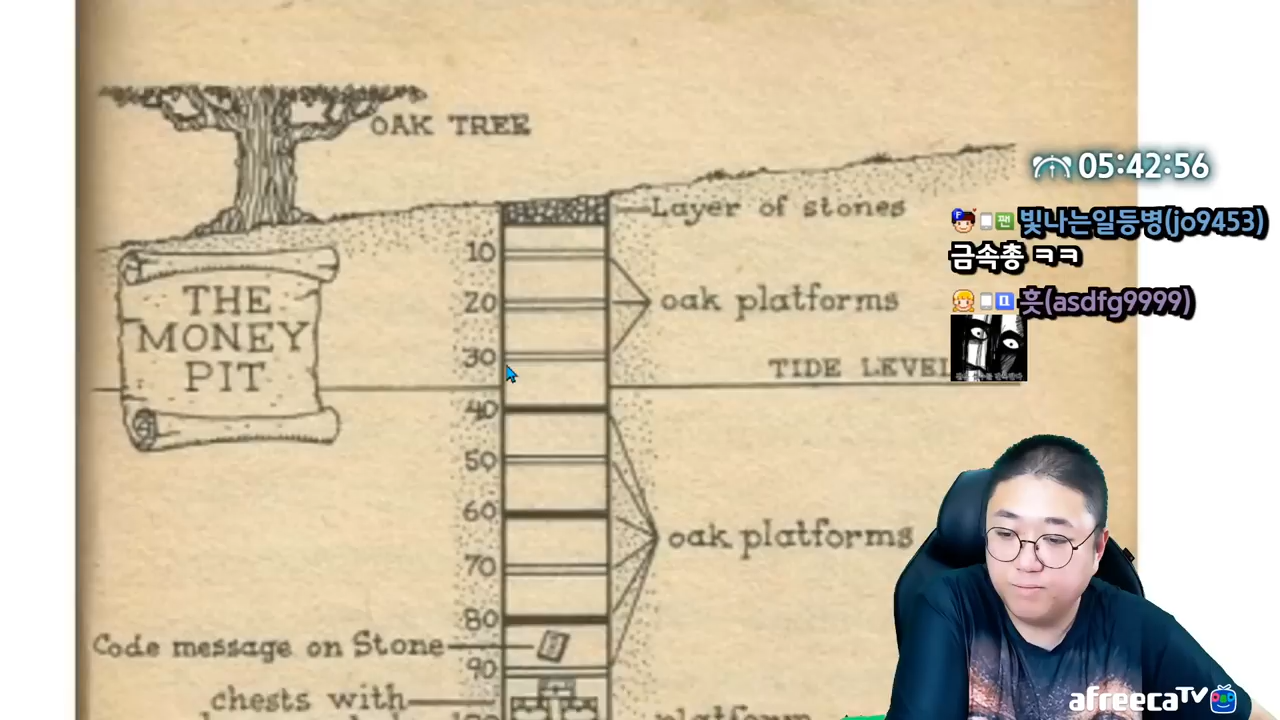 OAK TREE
05:42:56
Layer of stones
빛나는일등병(jo9453)
금속총 ㅋㅋ
THE
MONEY
PIT
10
20
30
40
50
60
70
80
90
oak platforms
흣(asdfg9999)
TIDE LEVEL
oak platforms
Code message on Stone
chests with
platform
afreecaTV